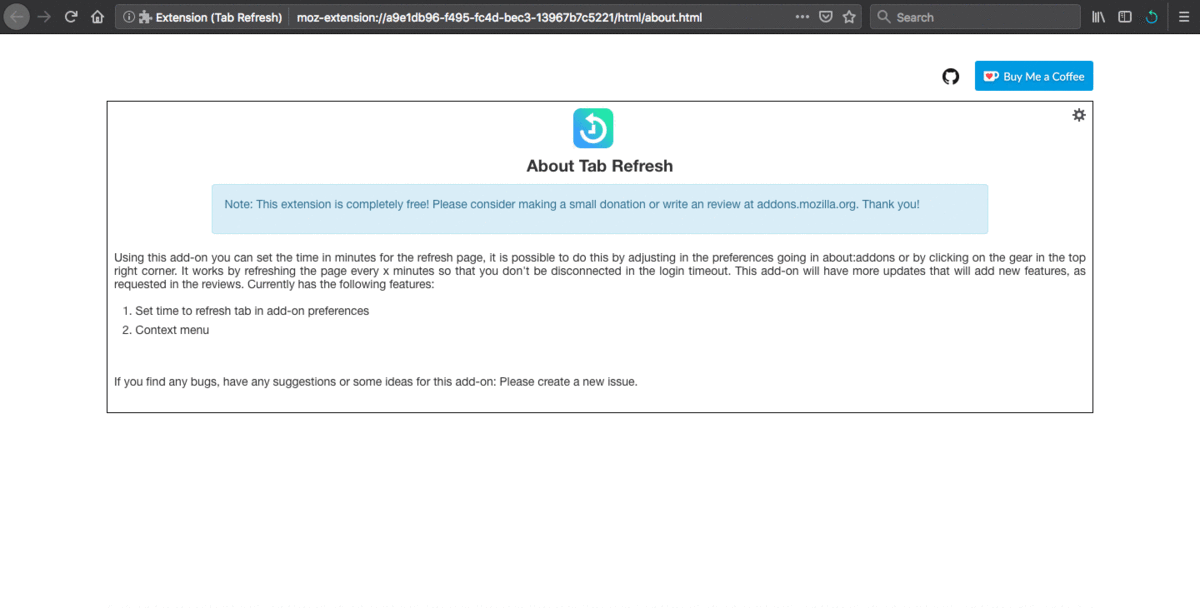 Extension (Tab Refresh) moz-extension://a9e1db96-f495-fc4d-bec3-13967b7c5221/html/about.html Search
Buy Me a Coffee
About Tab Refresh
Note: This extension is completely free! Please consider making a small donation or write an review at addons.mozilla.org. Thank you!
Using this add-on you can set the time in minutes for the refresh page, it is possible to do this by adjusting in the preferences going in about:addons or by clicking on the gear in the top
right corner. It works by refreshing the page every x minutes so that you don't be disconnected in the login timeout. This add-on will have more updates that will add new features, as
requested in the reviews. Currently has the following features:
1. Set time to refresh tab in add-on preferences
2. Context menu
If you find any bugs, have any suggestions or some ideas for this add-on: Please create a new issue.